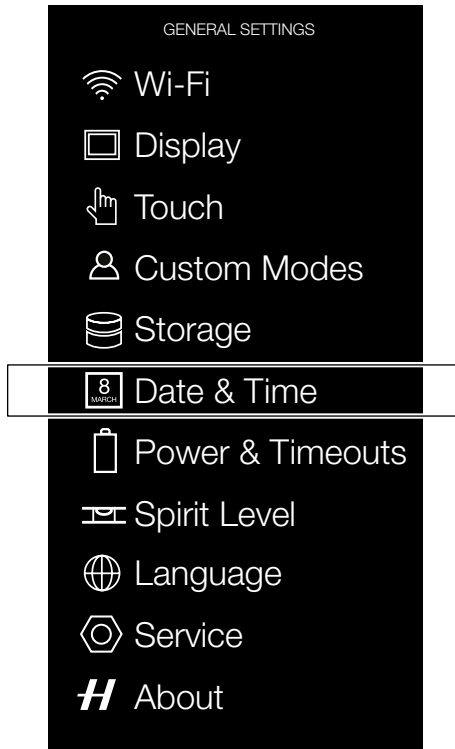 GENERAL SETTINGS
Wi-Fi
Display
Touch
Custom Modes
Storage
8
MARCH
Date & Time
Power & Timeouts
Spirit Level
Language
Service
H About